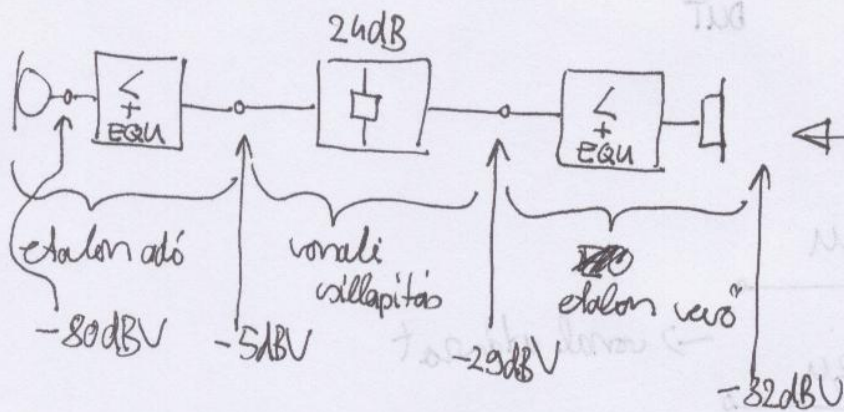 24dB
<
+
EQU
<
+
EQU
etalon adó
vonali
csillapítás
etalon vevő
-80dBV
-5dBV
-29dBV
-32dBV